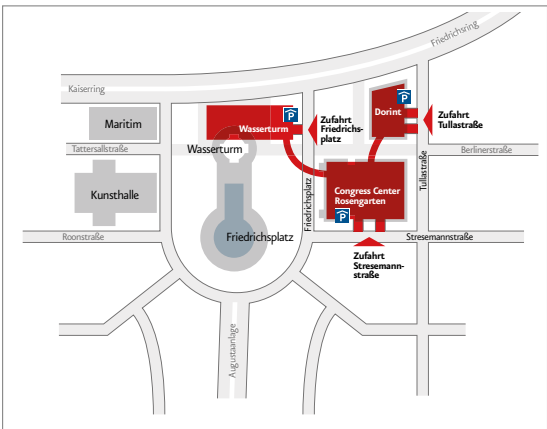 Friedrichsring
Kaiserring
P
Dorint
P
Maritim
Wasserturm
Zufahrt
Friedrichs-
platz
Zufahrt
Tullastraße
Tattersallstraße
Wasserturm
Berlinerstraße
Tullastraße
Kunsthalle
Friedrichsplatz
Congress Center
Rosengarten
P
Roonstraße
Friedrichsplatz
Stresemannstraße
Zufahrt
Stresemann-
straße
Augustaanlage